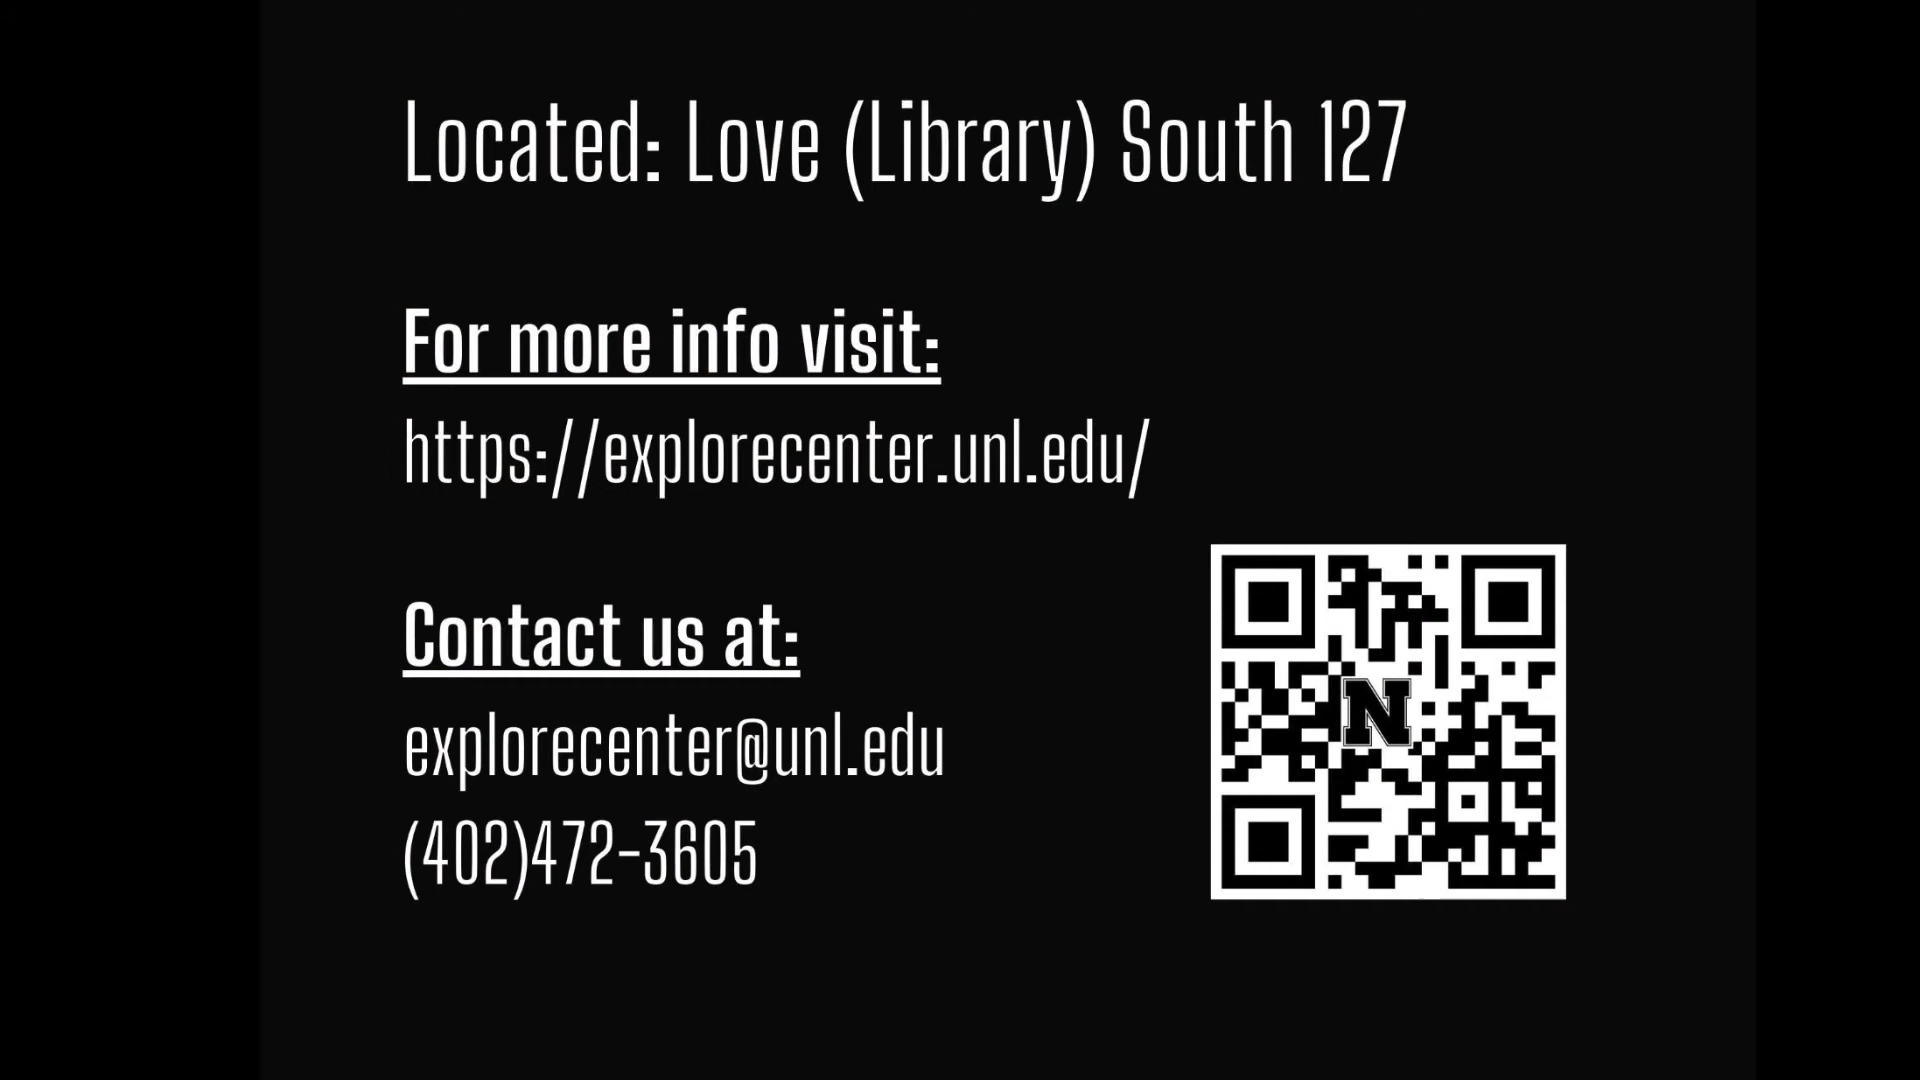 Located: Love (Library) South 127
For more info visit:
https://explorecenter.unl.edu/
Contact us at:
explorecenter@unl.edu
(402)472-3605
N